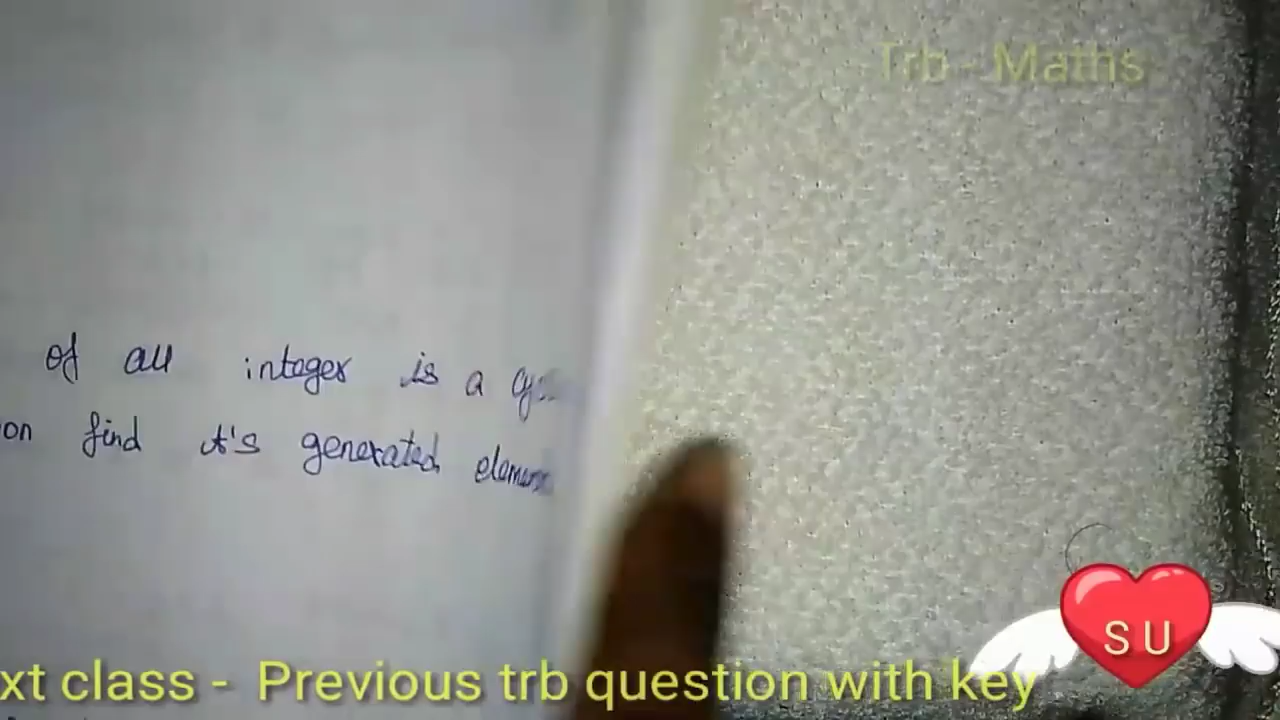 Trb - Maths
of all integer is a
on find it's generated
S U
xt class - Previous trb question with key